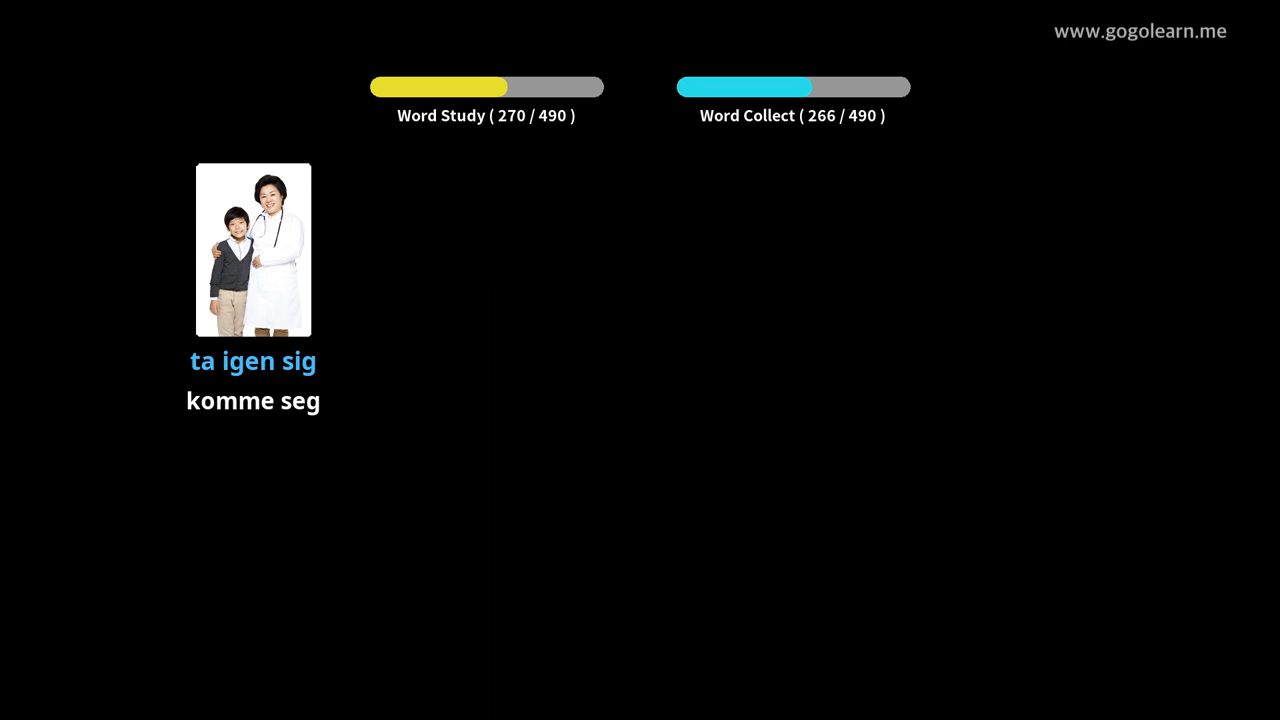 www.gogolearn.me
Word Study ( 270 / 490 )
Word Collect ( 266 / 490 )
ta igen sig
komme seg